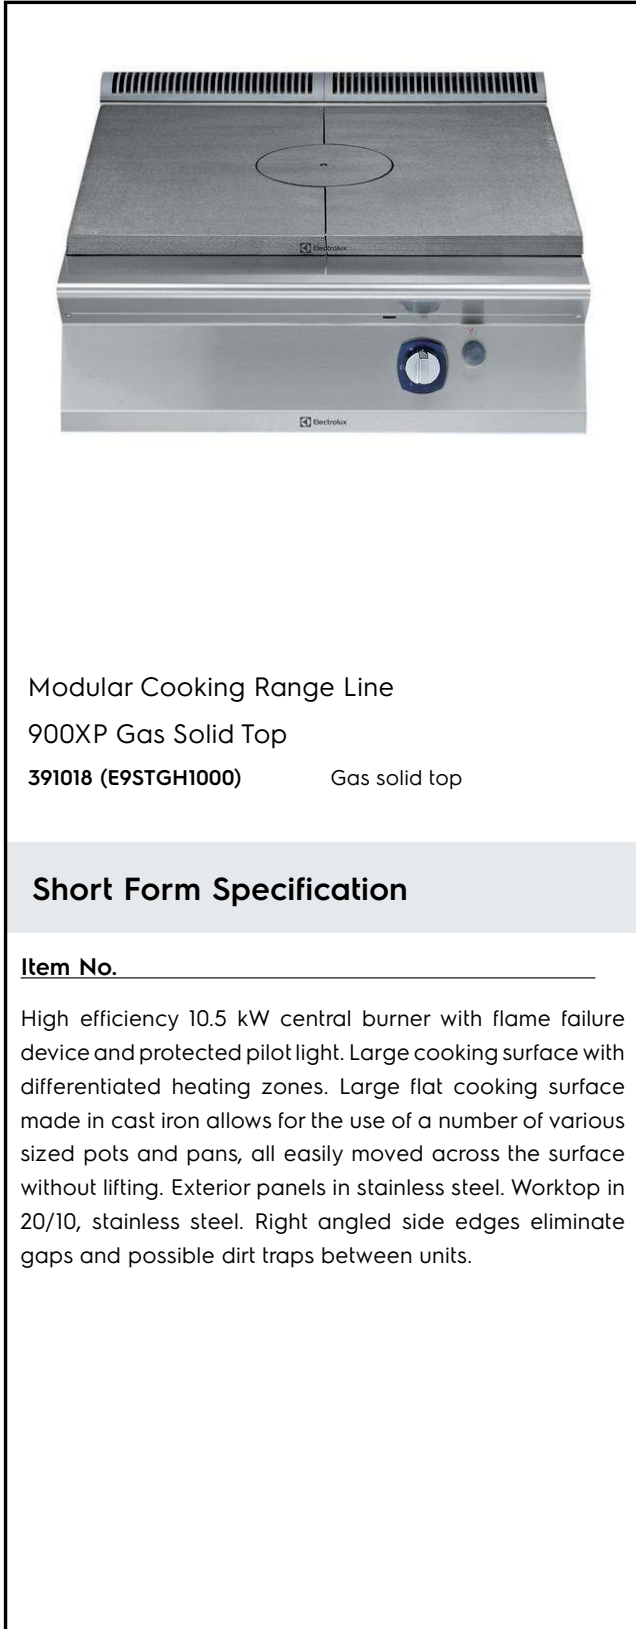 Electrolux
Electrolux
Modular Cooking Range Line
900XP Gas Solid Top
391018 (E9STGH1000) Gas solid top
Short Form Specification
Item No.
High efficiency 10.5 kW central burner with flame failure
device and protected pilot light. Large cooking surface with
differentiated heating zones. Large flat cooking surface
made in cast iron allows for the use of a number of various
sized pots and pans, all easily moved across the surface
without lifting. Exterior panels in stainless steel. Worktop in
20/10, stainless steel. Right angled side edges eliminate
gaps and possible dirt traps between units.